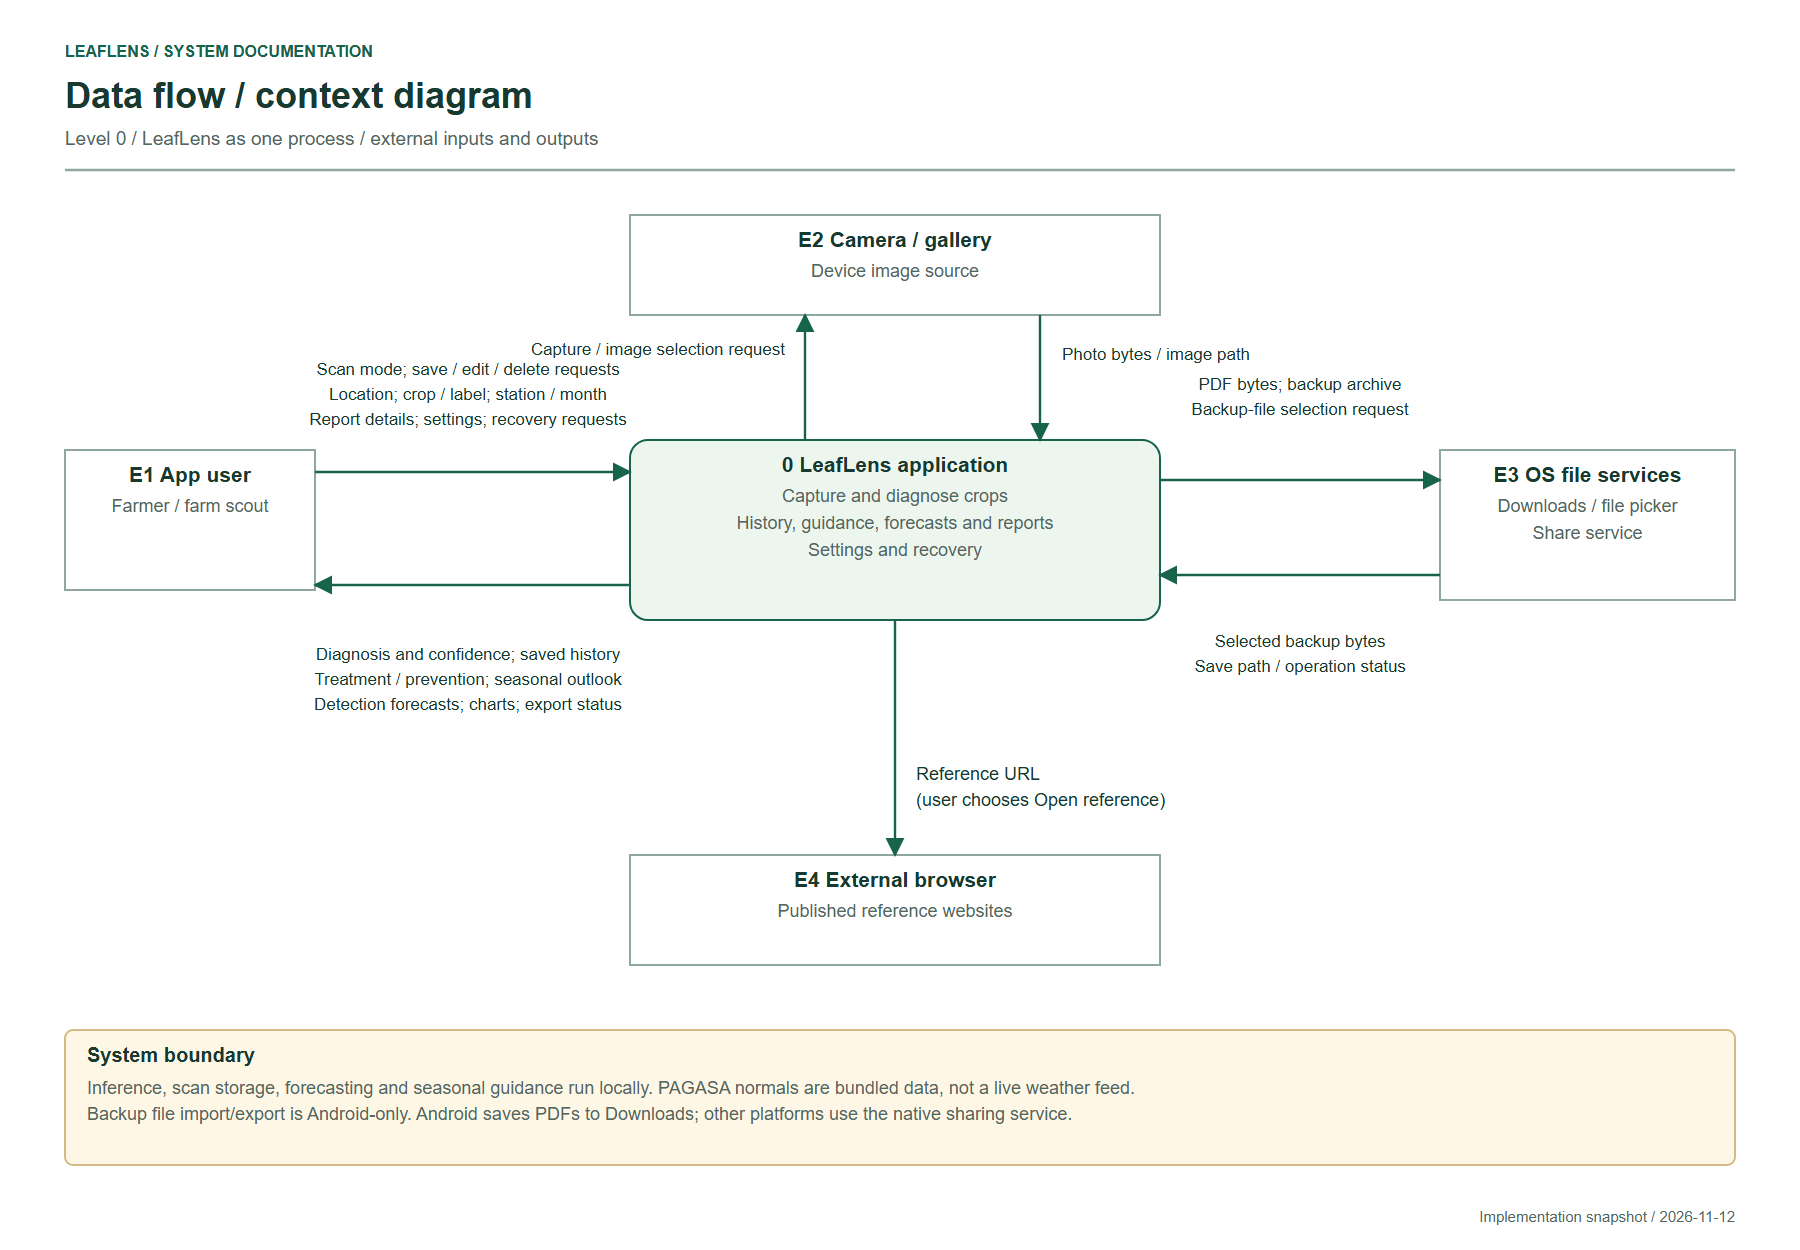 LEAFLENS / SYSTEM DOCUMENTATION
Data flow / context diagram
Level 0 / LeafLens as one process / external inputs and outputs
E2 Camera / gallery
Device image source
Capture / image selection request
Photo bytes / image path
Scan mode; save / edit / delete requests
Location; crop / label; station / month
Report details; settings; recovery requests
PDF bytes; backup archive
Backup-file selection request
E1 App user
Farmer / farm scout
0 LeafLens application
Capture and diagnose crops
History, guidance, forecasts and reports
Settings and recovery
E3 OS file services
Downloads / file picker
Share service
Diagnosis and confidence; saved history
Treatment / prevention; seasonal outlook
Detection forecasts; charts; export status
Selected backup bytes
Save path / operation status
Reference URL
(user chooses Open reference)
E4 External browser
Published reference websites
System boundary
Inference, scan storage, forecasting and seasonal guidance run locally. PAGASA normals are bundled data, not a live weather feed.
Backup file import/export is Android-only. Android saves PDFs to Downloads; other platforms use the native sharing service.
Implementation snapshot / 2026-11-12